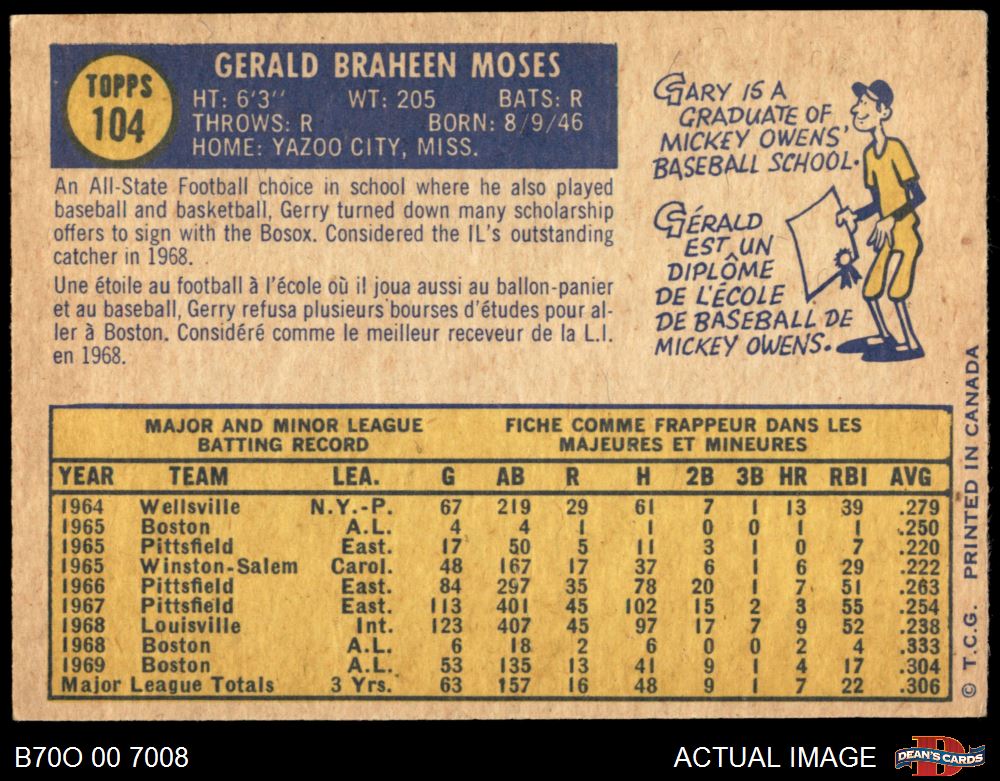 TOPPS
104
GERALD BRAHEEN MOSES
HT: 6'3" WT: 205 BATS: R
THROWS: R BORN: 8/9/46
HOME: YAZOO CITY, MISS.
An All-State Football choice in school where he also played
baseball and basketball, Gerry turned down many scholarship
offers to sign with the Bosox. Considered the IL's outstanding
catcher in 1968.
Une étoile au football à l'école où il joua aussi au ballon-panier
et au baseball, Gerry refusa plusieurs bourses d'études pour al-
ler à Boston. Considéré comme le meilleur receveur de la L.I.
en 1968.
GARY IS A
GRADUATE OF
MICKEY OWENS'
BASEBALL SCHOOL.
GÉRALD
EST UN
DIPLÔME
DE L'ÉCOLE
DE BASEBALL DE
MICKEY OWENS.
MAJOR AND MINOR LEAGUE
BATTING RECORD
FICHE COMME FRAPPEUR DANS LES
MAJEURES ET MINEURES
YEAR TEAM LEA. G AB R H 2B 3B HR RBI AVG
1964 Wellsville N.Y.-P. 67 219 29 61 7 1 13 39 .279
1965 Boston A.L. 4 4 1 1 0 0 1 1 .250
1965 Pittsfield East. 17 50 5 11 3 1 0 7 .220
1965 Winston-Salem Carol. 48 167 17 37 6 1 6 29 .222
1966 Pittsfield East. 84 297 35 78 20 1 7 51 .263
1967 Pittsfield East. 113 401 45 102 15 2 3 55 .254
1968 Louisville Int. 123 407 45 97 17 7 9 52 .238
1968 Boston A.L. 6 18 2 6 0 0 2 4 .333
1969 Boston A.L. 53 135 13 41 9 1 4 17 .304
Major League Totals 3 Yrs. 63 157 16 48 9 1 7 22 .306
© T.C.G. PRINTED IN CANADA
B70O 00 7008
ACTUAL IMAGE
DEAN'S CARDS